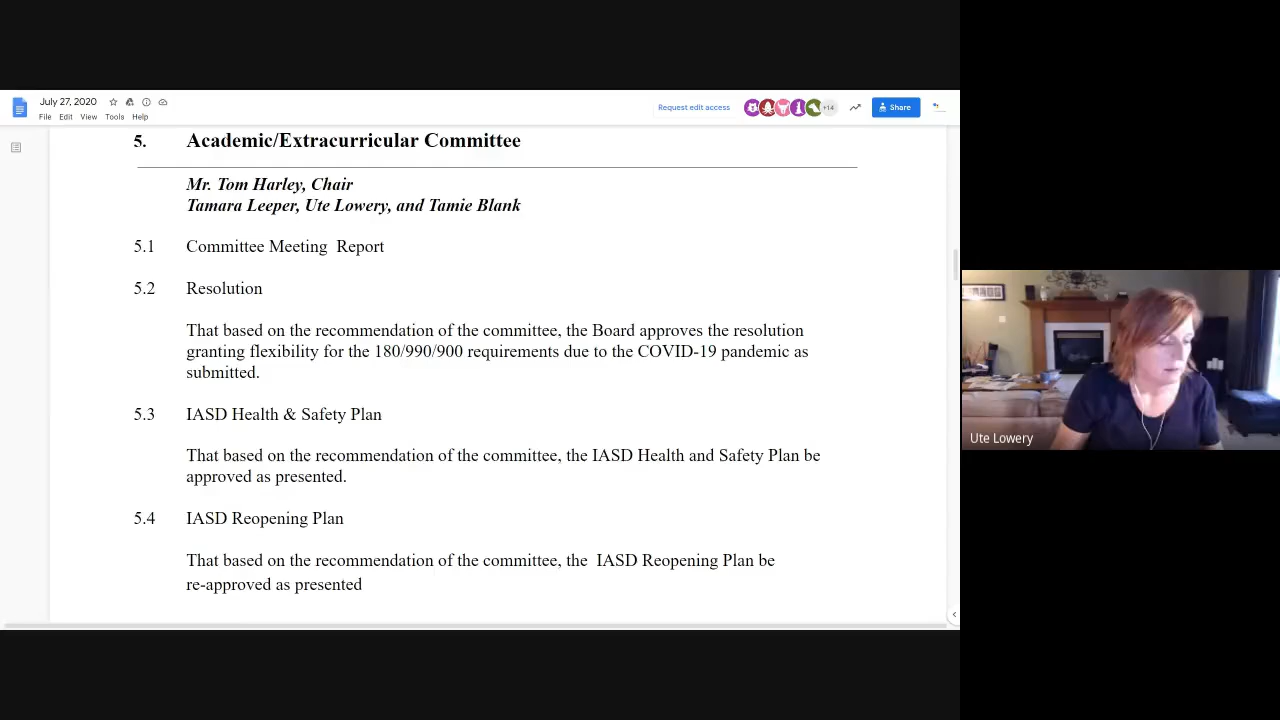 July 27, 2020
File Edit View Tools Help
Request edit access
+14
Share
5. Academic/Extracurricular Committee
Mr. Tom Harley, Chair
Tamara Leeper, Ute Lowery, and Tamie Blank
5.1 Committee Meeting Report
5.2 Resolution
That based on the recommendation of the committee, the Board approves the resolution
granting flexibility for the 180/990/900 requirements due to the COVID-19 pandemic as
submitted.
5.3 IASD Health & Safety Plan
That based on the recommendation of the committee, the IASD Health and Safety Plan be
approved as presented.
5.4 IASD Reopening Plan
That based on the recommendation of the committee, the IASD Reopening Plan be
re-approved as presented
Ute Lowery